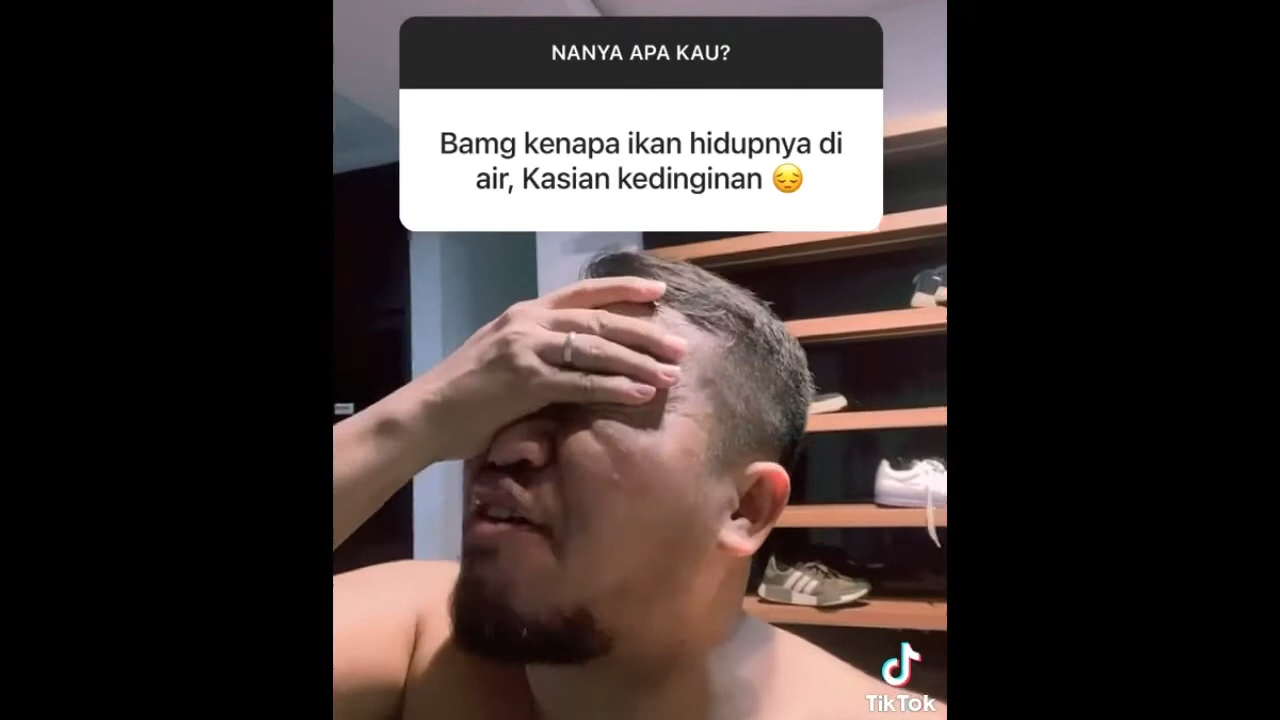 NANYA APA KAU?
Bamg kenapa ikan hidupnya di
air, Kasian kedinginan 😔
TikTok